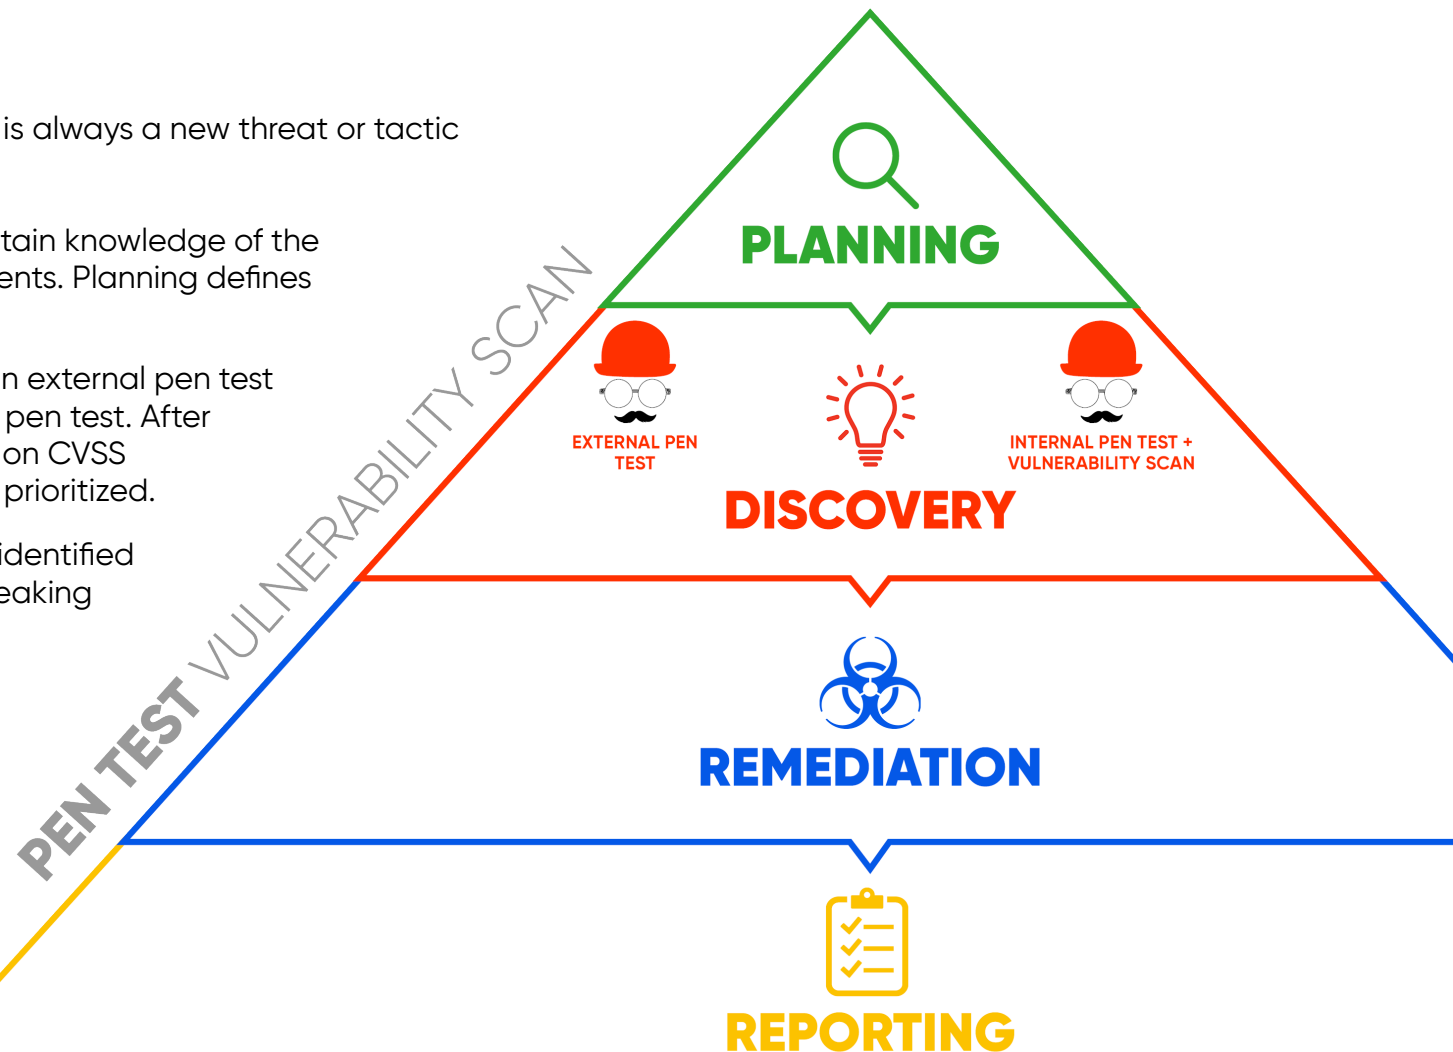 is always a new threat or tactic
tain knowledge of the
ents. Planning defines
n external pen test
pen test. After
on CVSS
prioritized.
identified
eaking
PEN TEST VULNERABILITY SCAN
PLANNING
EXTERNAL PEN
TEST
INTERNAL PEN TEST +
VULNERABILITY SCAN
DISCOVERY
REMEDIATION
REPORTING